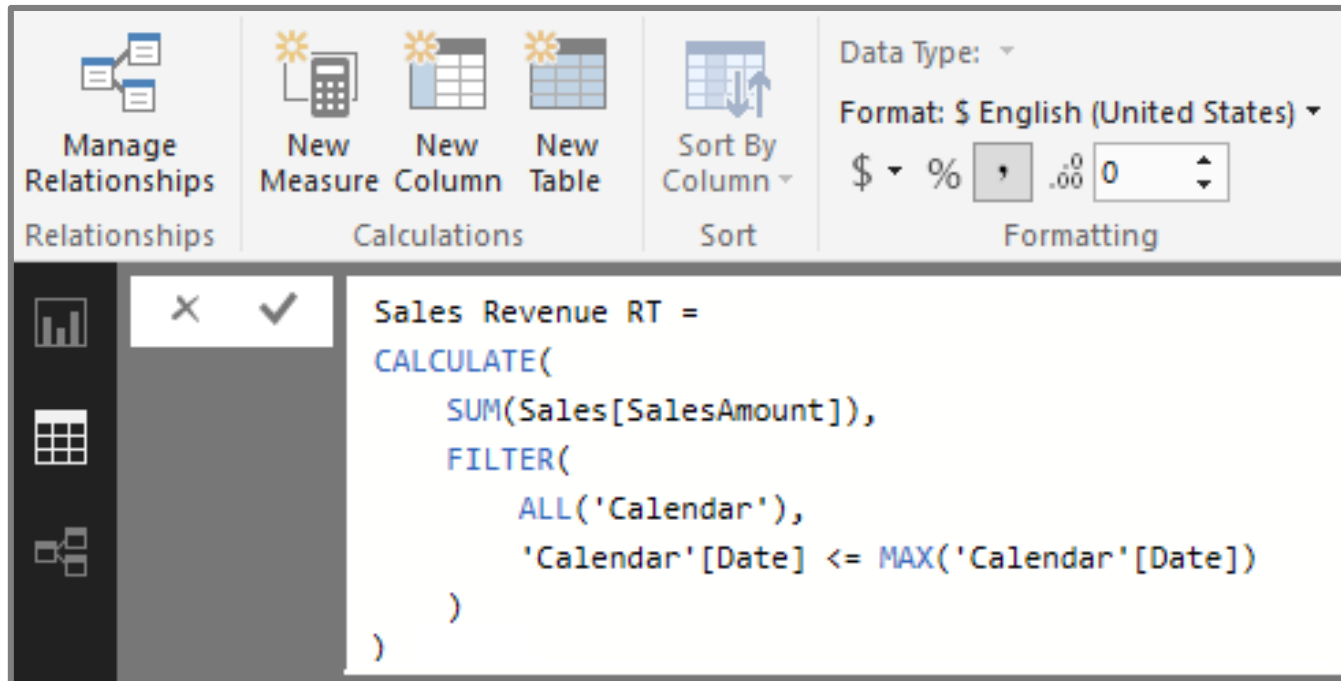 Data Type:
Format: $ English (United States)
$ % , .0 .00 0
Manage Relationships
New Measure
New Column
New Table
Sort By Column
Relationships
Calculations
Sort
Formatting
Sales Revenue RT =
CALCULATE(
    SUM(Sales[SalesAmount]),
    FILTER(
        ALL('Calendar'),
        'Calendar'[Date] <= MAX('Calendar'[Date])
    )
)